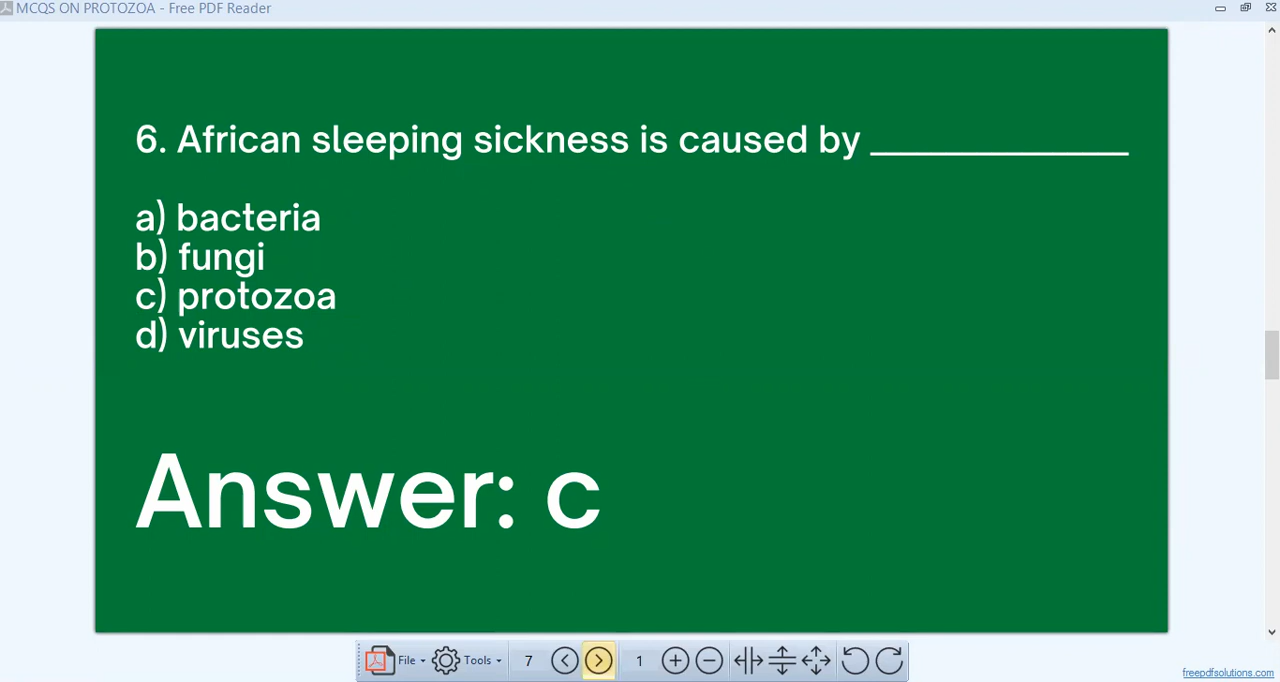 MCQS ON PROTOZOA - Free PDF Reader
6. African sleeping sickness is caused by ______________
a) bacteria
b) fungi
c) protozoa
d) viruses
Answer: c
File Tools 7 1
freepdfsolutions.com